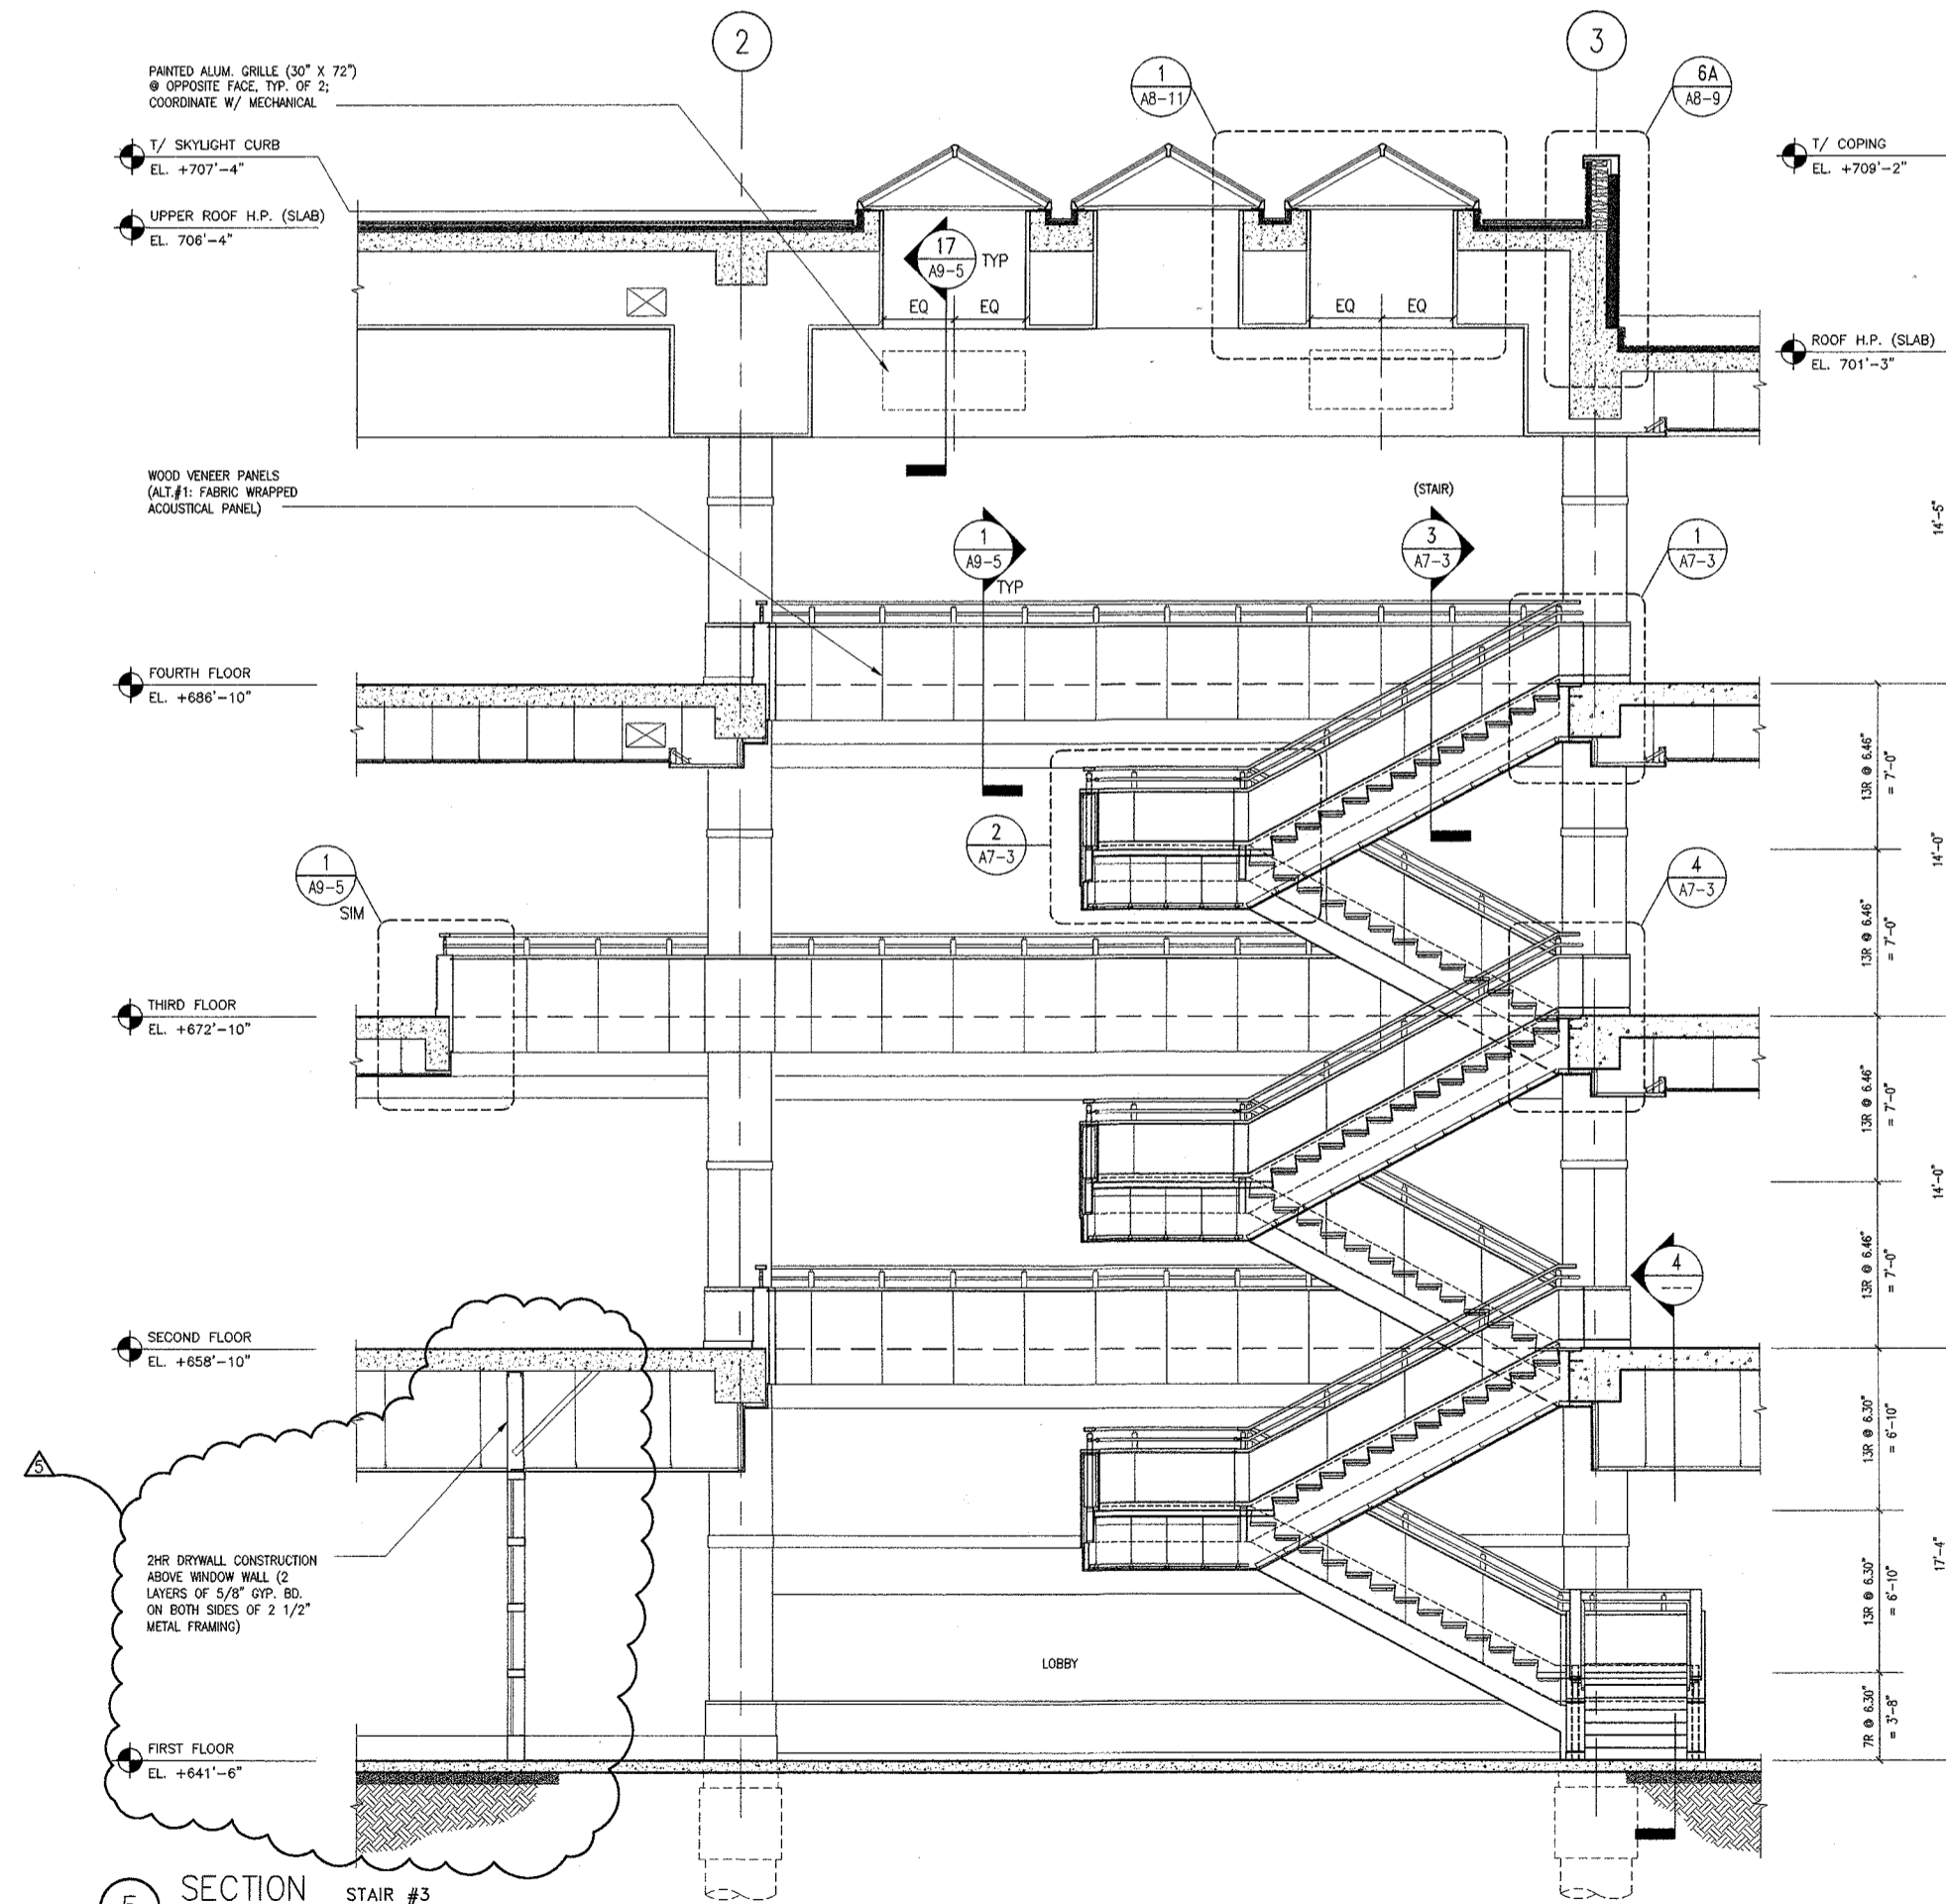 2
3
PAINTED ALUM. GRILLE (30" X 72")
@ OPPOSITE FACE, TYP. OF 2;
COORDINATE W/ MECHANICAL
1
A8-11
6A
A8-9
T/ SKYLIGHT CURB
EL. +707'-4"
T/ COPING
EL. +709'-2"
UPPER ROOF H.P. (SLAB)
EL. 706'-4"
17
A9-5
TYP
EQ
EQ
EQ
EQ
ROOF H.P. (SLAB)
EL. 701'-3"
WOOD VENEER PANELS
(ALT.#1: FABRIC WRAPPED
ACOUSTICAL PANEL)
(STAIR)
1
A9-5
TYP
3
A7-3
1
A7-3
14'-5"
FOURTH FLOOR
EL. +686'-10"
13R @ 6.46"
= 7'-0"
2
A7-3
14'-0"
1
A9-5
SIM
4
A7-3
13R @ 6.46"
= 7'-0"
THIRD FLOOR
EL. +672'-10"
13R @ 6.46"
= 7'-0"
14'-0"
13R @ 6.46"
= 7'-0"
4
----
SECOND FLOOR
EL. +658'-10"
13R @ 6.30"
= 6'-10"
5
2HR DRYWALL CONSTRUCTION
ABOVE WINDOW WALL (2
LAYERS OF 5/8" GYP. BD.
ON BOTH SIDES OF 2 1/2"
METAL FRAMING)
17'-4"
13R @ 6.30"
= 6'-10"
LOBBY
7R @ 6.30"
= 3'-8"
FIRST FLOOR
EL. +641'-6"
5
SECTION
STAIR #3